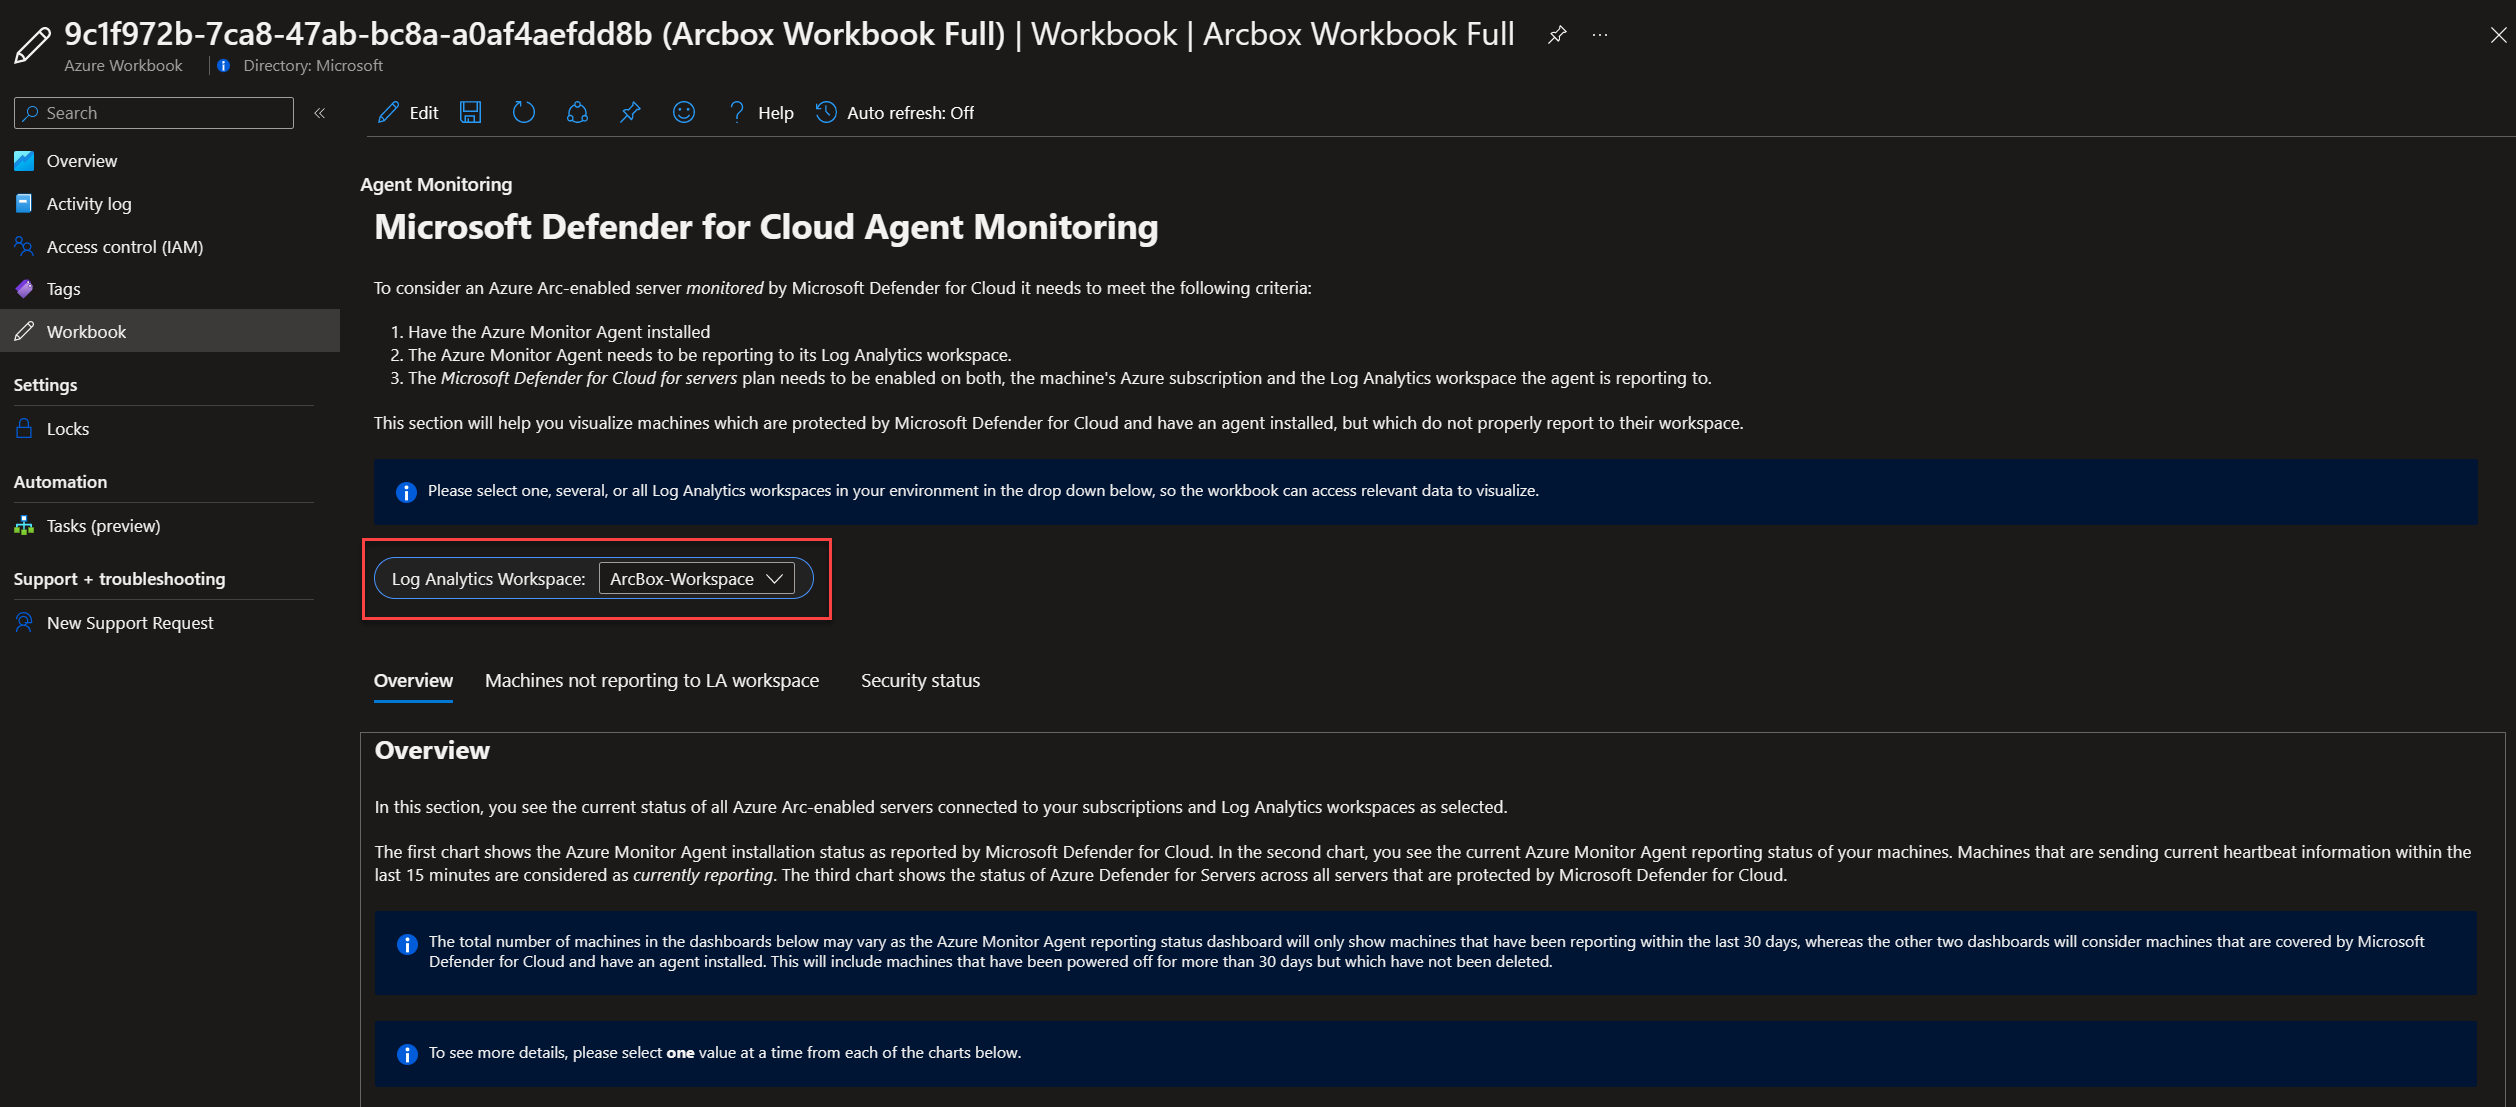 9c1f972b-7ca8-47ab-bc8a-a0af4aefdd8b (Arcbox Workbook Full) | Workbook | Arcbox Workbook Full
Azure Workbook | Directory: Microsoft
Search
Overview
Activity log
Access control (IAM)
Tags
Workbook
Settings
Locks
Automation
Tasks (preview)
Support + troubleshooting
New Support Request
Edit
Help
Auto refresh: Off
Agent Monitoring
Microsoft Defender for Cloud Agent Monitoring
To consider an Azure Arc-enabled server monitored by Microsoft Defender for Cloud it needs to meet the following criteria:
1. Have the Azure Monitor Agent installed
2. The Azure Monitor Agent needs to be reporting to its Log Analytics workspace.
3. The Microsoft Defender for Cloud for servers plan needs to be enabled on both, the machine's Azure subscription and the Log Analytics workspace the agent is reporting to.
This section will help you visualize machines which are protected by Microsoft Defender for Cloud and have an agent installed, but which do not properly report to their workspace.
Please select one, several, or all Log Analytics workspaces in your environment in the drop down below, so the workbook can access relevant data to visualize.
Log Analytics Workspace: ArcBox-Workspace
Overview
Machines not reporting to LA workspace
Security status
Overview
In this section, you see the current status of all Azure Arc-enabled servers connected to your subscriptions and Log Analytics workspaces as selected.
The first chart shows the Azure Monitor Agent installation status as reported by Microsoft Defender for Cloud. In the second chart, you see the current Azure Monitor Agent reporting status of your machines. Machines that are sending current heartbeat information within the
last 15 minutes are considered as currently reporting. The third chart shows the status of Azure Defender for Servers across all servers that are protected by Microsoft Defender for Cloud.
The total number of machines in the dashboards below may vary as the Azure Monitor Agent reporting status dashboard will only show machines that have been reporting within the last 30 days, whereas the other two dashboards will consider machines that are covered by Microsoft
Defender for Cloud and have an agent installed. This will include machines that have been powered off for more than 30 days but which have not been deleted.
To see more details, please select one value at a time from each of the charts below.